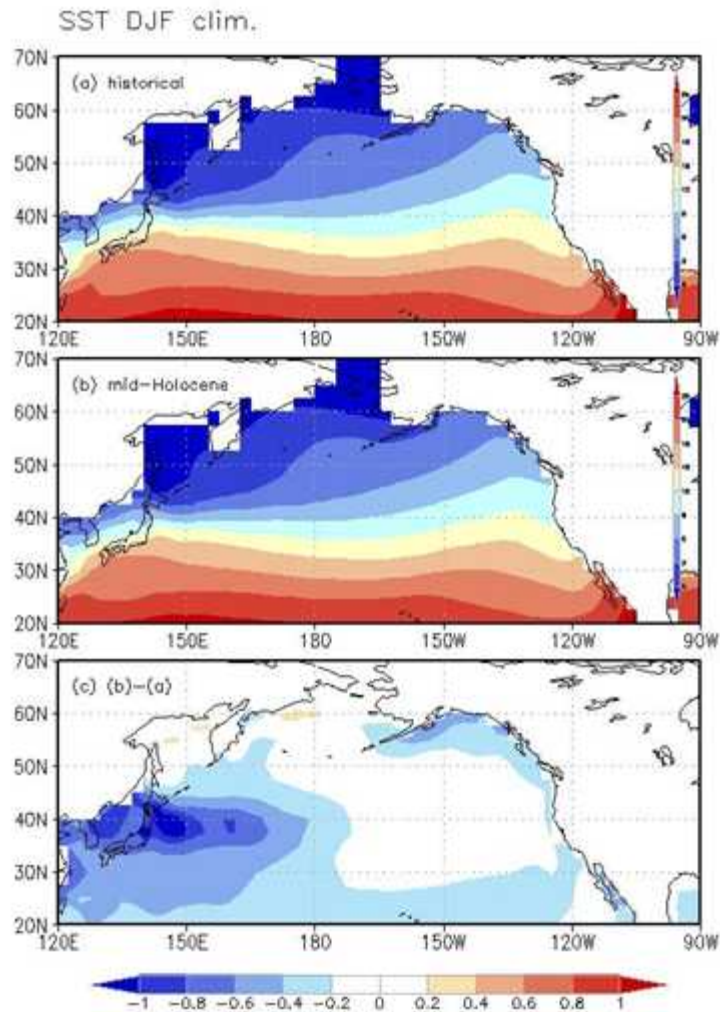 SST DJF clim.
70N
(a) historical
60N
50N
40N
30N
20N
120E 150E 180 150W 120W 90W
70N
(b) mid-Holocene
60N
50N
40N
30N
20N
120E 150E 180 150W 120W 90W
70N
(c) (b)-(a)
60N
50N
40N
30N
20N
120E 150E 180 150W 120W 90W
-1 -0.8 -0.6 -0.4 -0.2 0 0.2 0.4 0.6 0.8 1